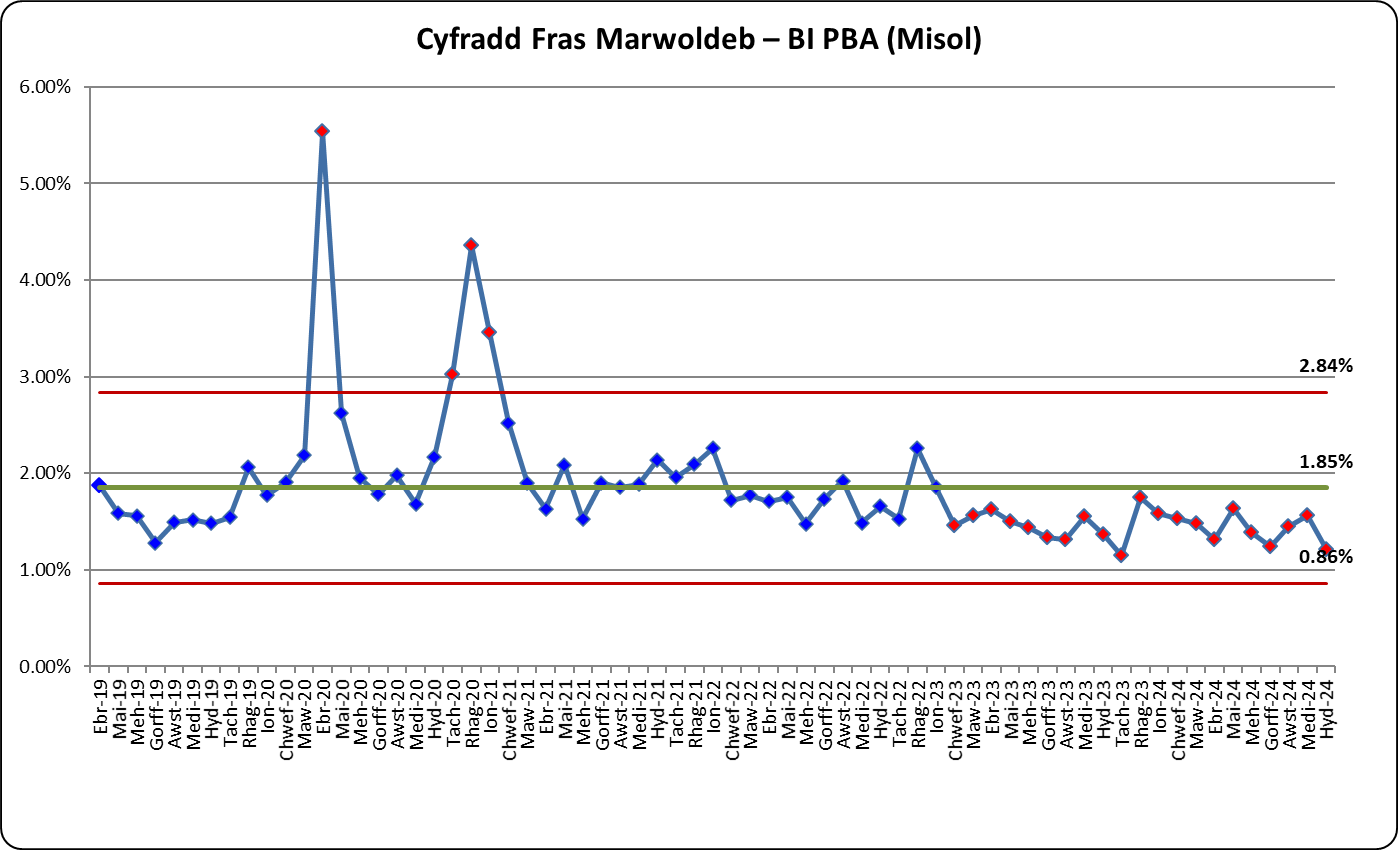 Cyfradd Fras Marwoldeb – BI PBA (Misol)
6.00%
5.00%
4.00%
3.00%
2.00%
1.00%
0.00%
2.84%
1.85%
0.86%
Ebr-19
Mai-19
Meh-19
Gorff-19
Awst-19
Medi-19
Hyd-19
Tach-19
Rhag-19
Ion-20
Chwef-20
Maw-20
Ebr-20
Mai-20
Meh-20
Gorff-20
Awst-20
Medi-20
Hyd-20
Tach-20
Rhag-20
Ion-21
Chwef-21
Maw-21
Ebr-21
Mai-21
Meh-21
Gorff-21
Awst-21
Medi-21
Hyd-21
Tach-21
Rhag-21
Ion-22
Chwef-22
Maw-22
Ebr-22
Mai-22
Meh-22
Gorff-22
Awst-22
Medi-22
Hyd-22
Tach-22
Rhag-22
Ion-23
Chwef-23
Maw-23
Ebr-23
Mai-23
Meh-23
Gorff-23
Awst-23
Medi-23
Hyd-23
Tach-23
Rhag-23
Ion-24
Chwef-24
Maw-24
Ebr-24
Mai-24
Meh-24
Gorff-24
Awst-24
Medi-24
Hyd-24